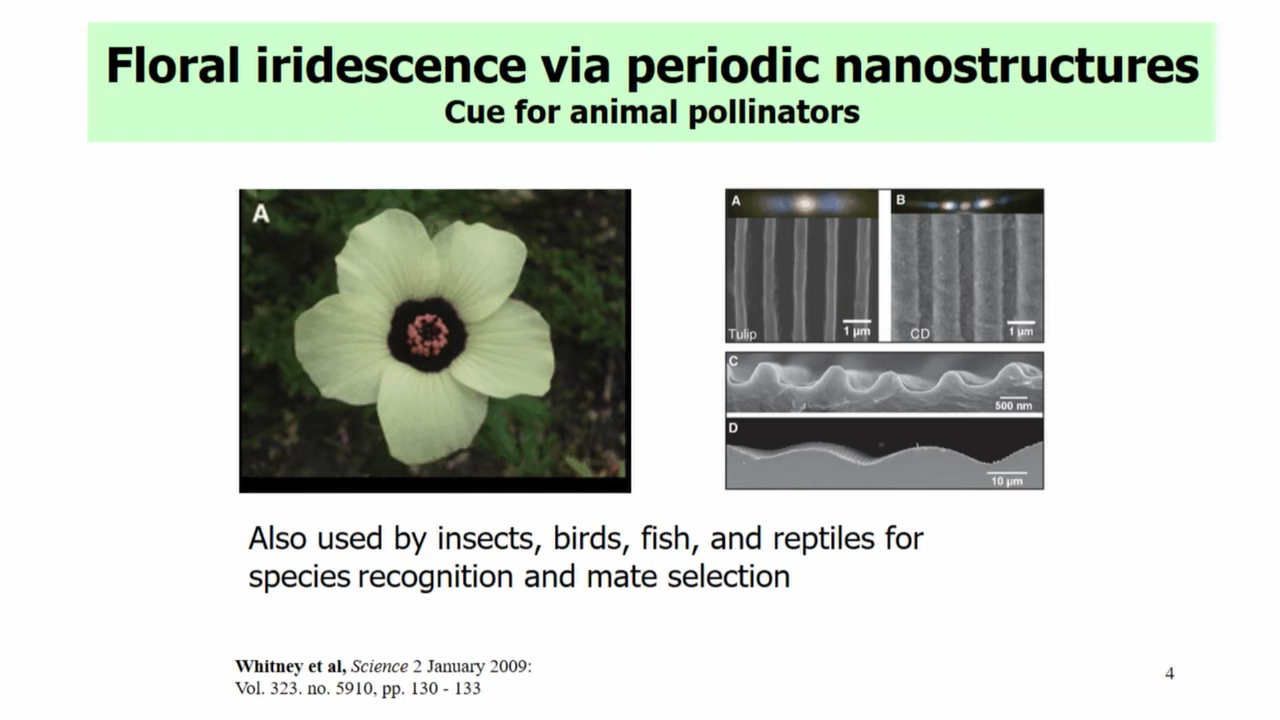 Floral iridescence via periodic nanostructures
Cue for animal pollinators
A
A
B
Tulip
1 µm
CD
1 µm
C
500 nm
D
10 µm
Also used by insects, birds, fish, and reptiles for
species recognition and mate selection
Whitney et al, Science 2 January 2009:
Vol. 323. no. 5910, pp. 130 - 133
4